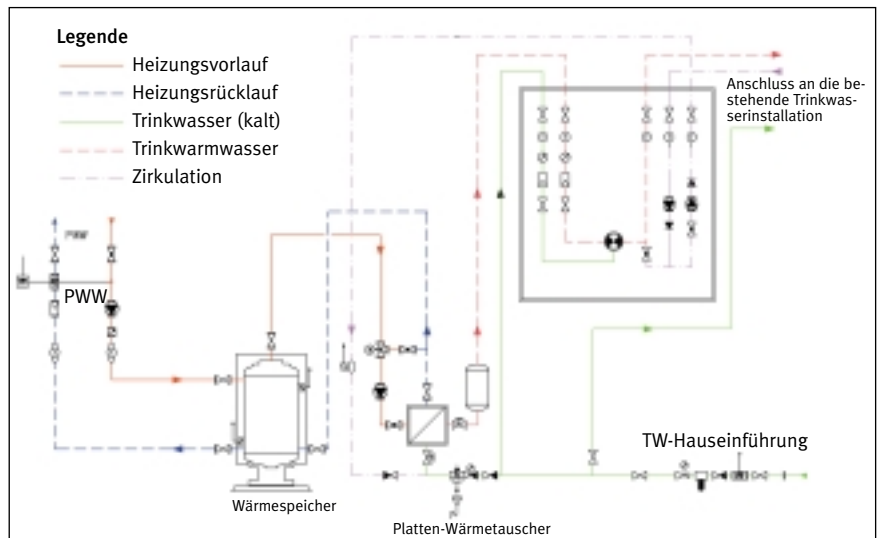 Legende
Heizungsvorlauf
Heizungsrücklauf
Trinkwasser (kalt)
Trinkwarmwasser
Zirkulation
Anschluss an die be-
stehende Trinkwas-
serinstallation
PWW
TW-Hauseinführung
Wärmespeicher
Platten-Wärmetauscher